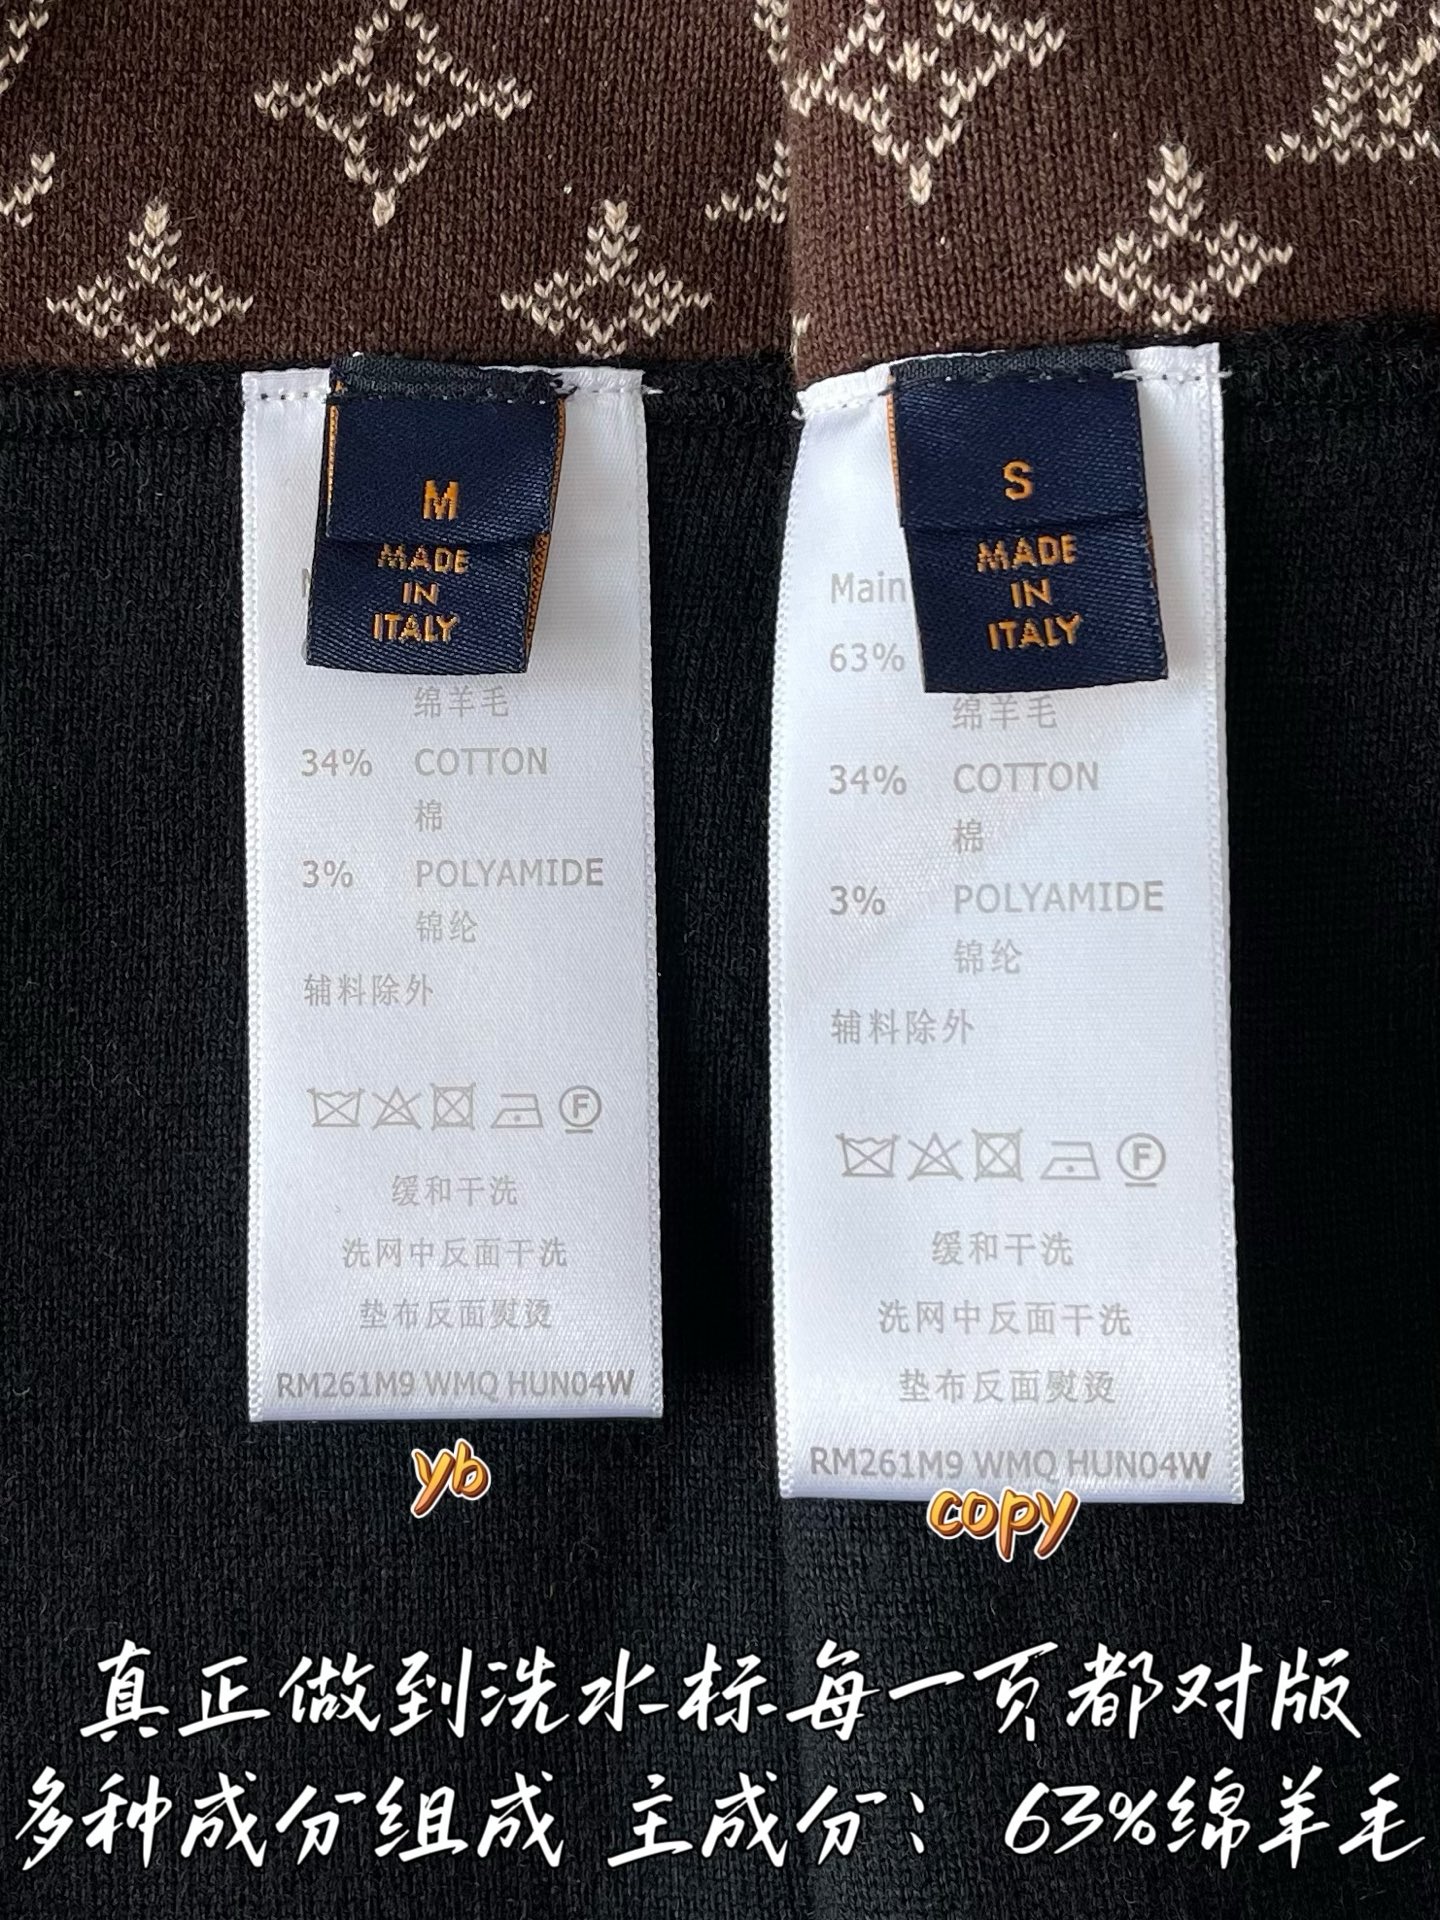 M
MADE
IN
ITALY
绵羊毛
34% COTTON
棉
3% POLYAMIDE
锦纶
辅料除外
F
缓和干洗
洗网中反面干洗
垫布反面熨烫
RM261M9 WMQ HUN04W
yb
S
MADE
IN
ITALY
Main
63%
绵羊毛
34% COTTON
棉
3% POLYAMIDE
锦纶
辅料除外
F
缓和干洗
洗网中反面干洗
垫布反面熨烫
RM261M9 WMQ HUN04W
copy
真正做到洗水标每一页都对版
多种成分组成 主成分：63%绵羊毛